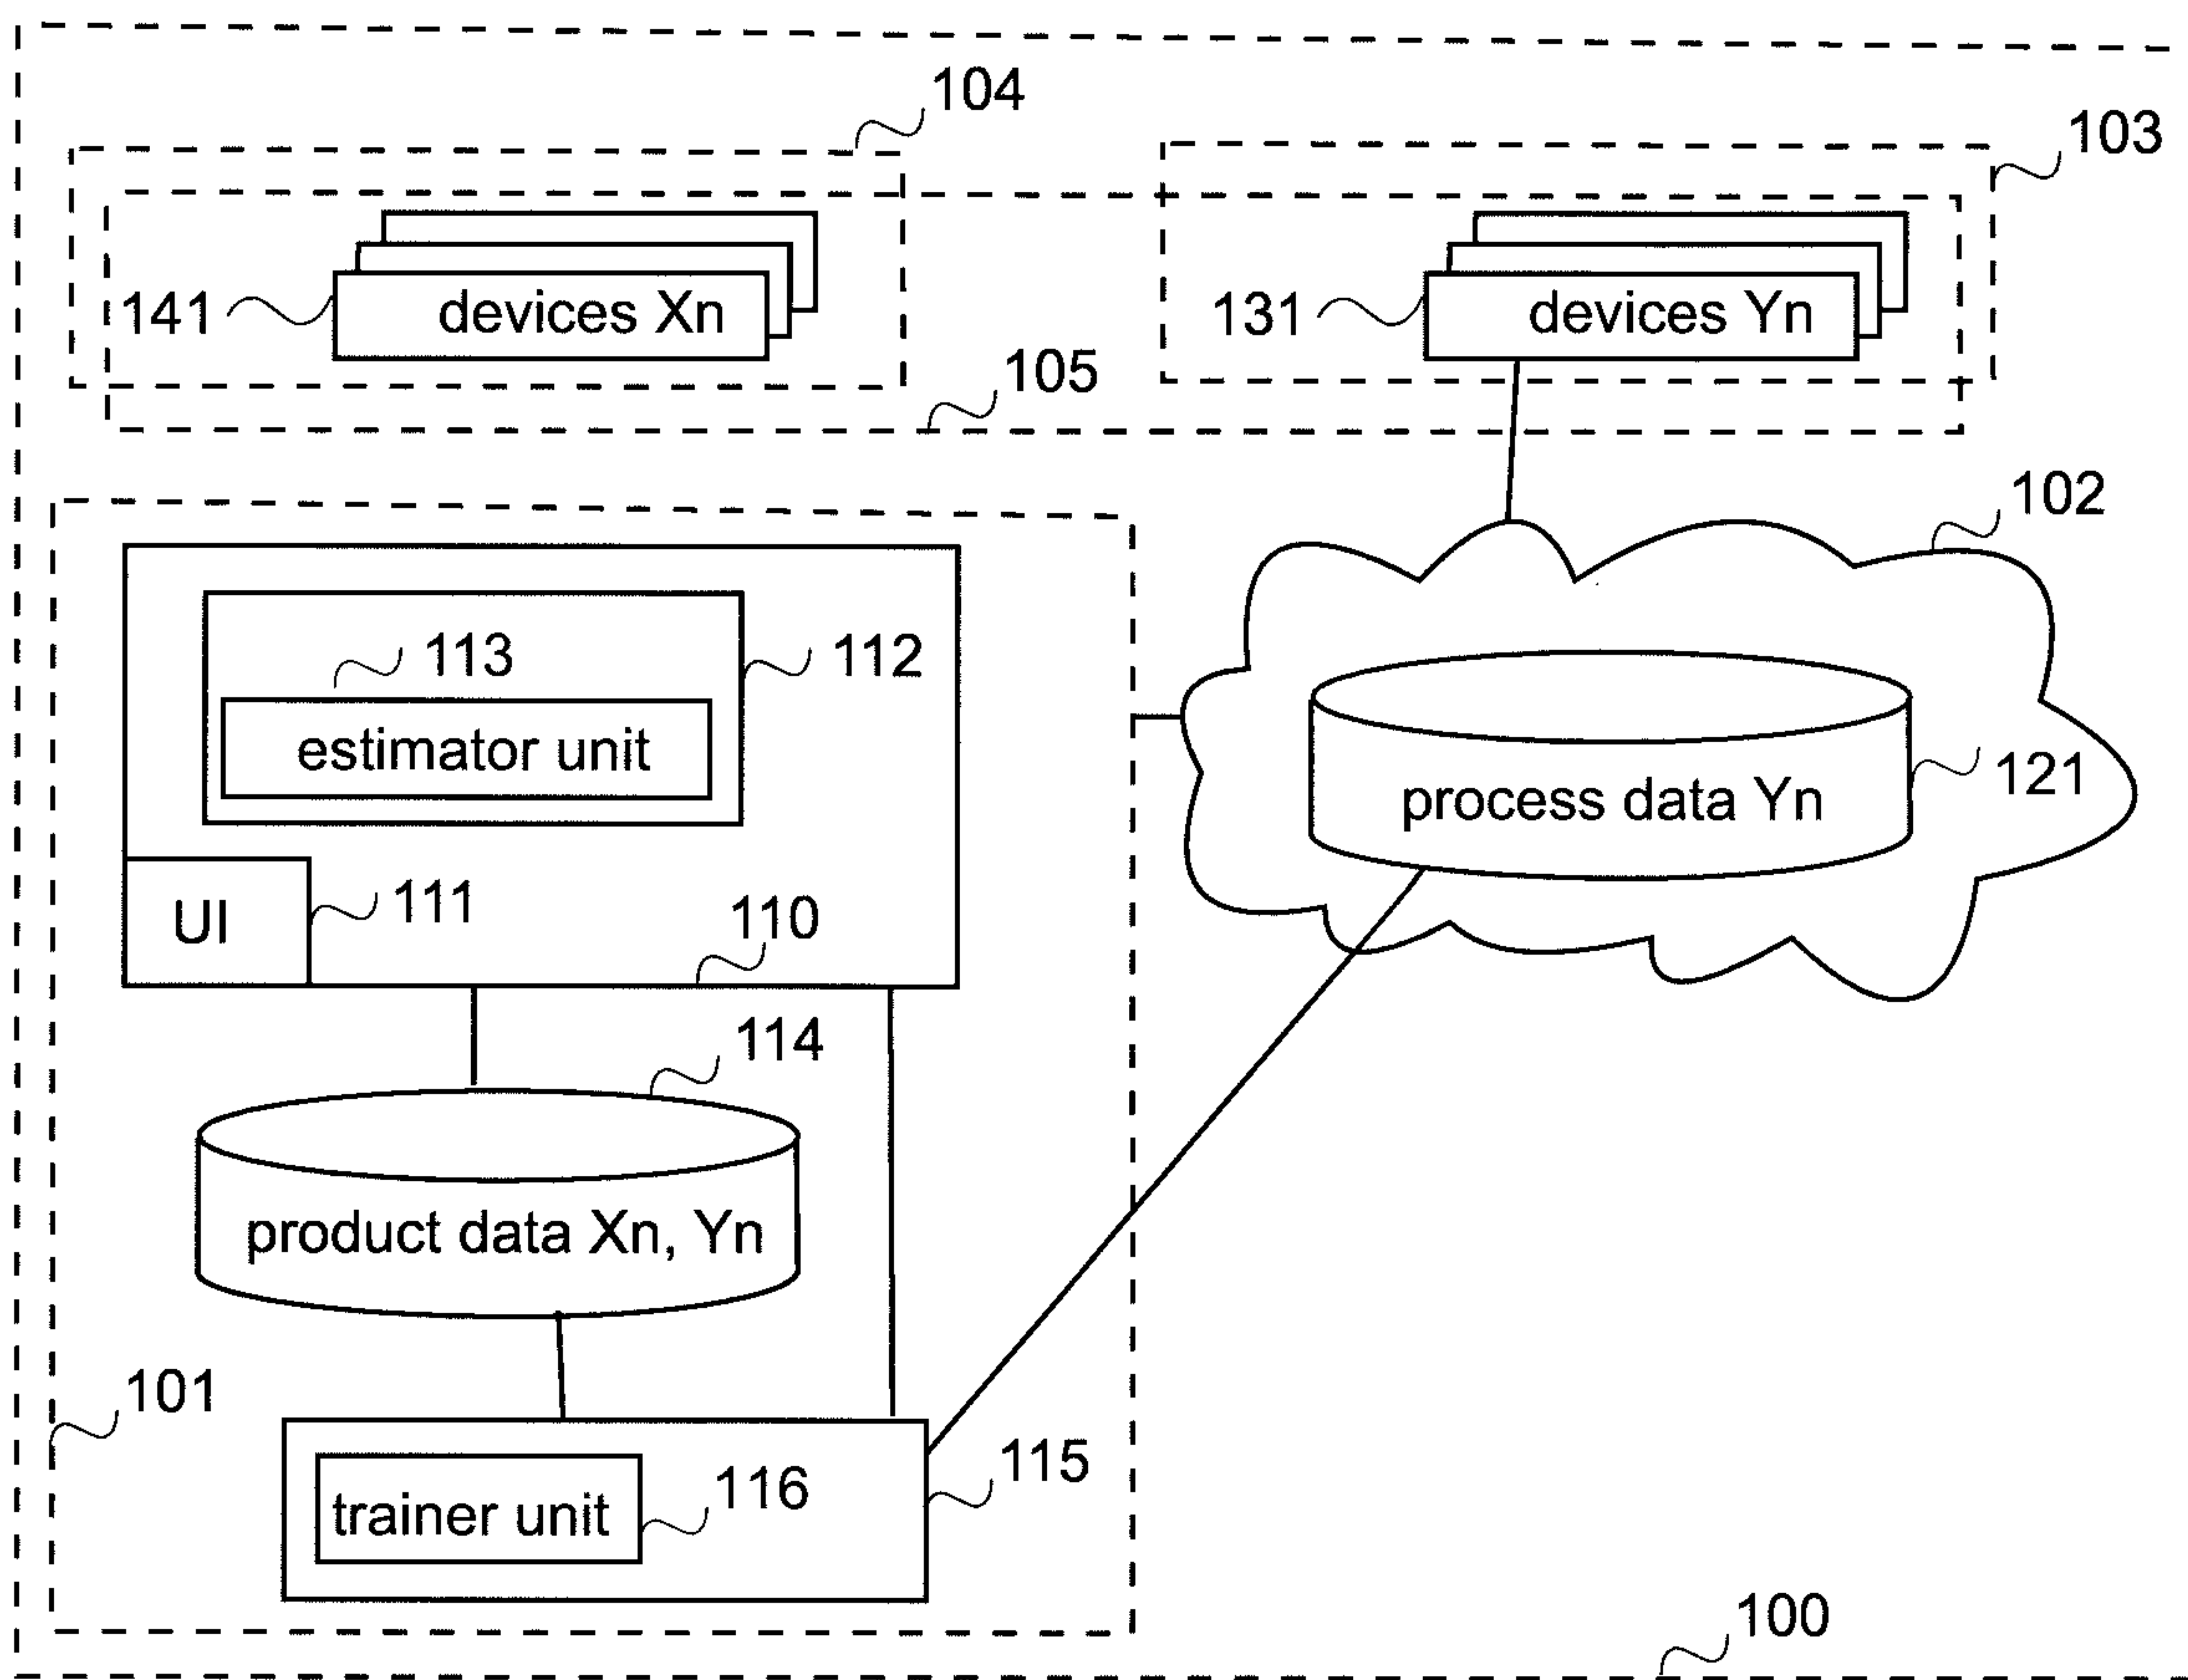 104
103
141
devices Xn
131
devices Yn
105
102
113
112
estimator unit
process data Yn
121
UI
111
110
114
product data Xn, Yn
101
115
trainer unit
116
100